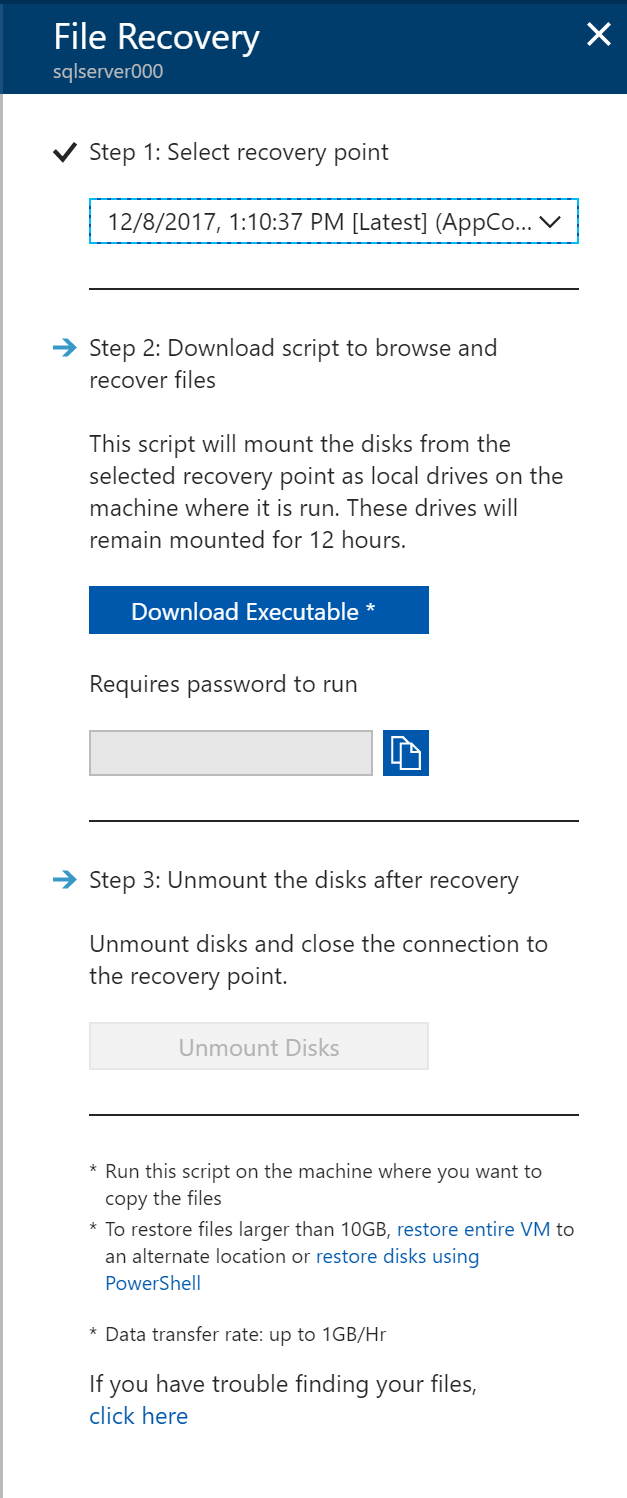 File Recovery
sqlserver000
Step 1: Select recovery point
12/8/2017, 1:10:37 PM [Latest] (AppCo...
Step 2: Download script to browse and
recover files
This script will mount the disks from the
selected recovery point as local drives on the
machine where it is run. These drives will
remain mounted for 12 hours.
Download Executable *
Requires password to run
Step 3: Unmount the disks after recovery
Unmount disks and close the connection to
the recovery point.
Unmount Disks
* Run this script on the machine where you want to
copy the files
* To restore files larger than 10GB, restore entire VM to
an alternate location or restore disks using
PowerShell
* Data transfer rate: up to 1GB/Hr
If you have trouble finding your files,
click here